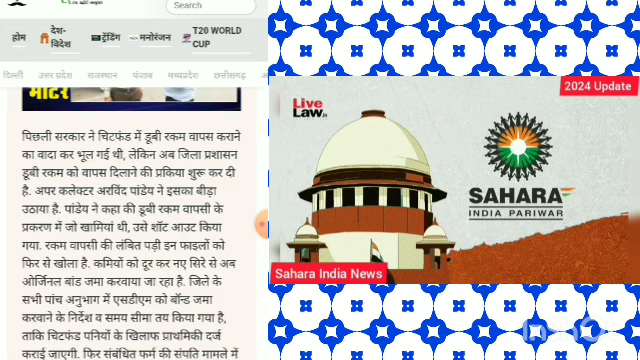 Search
होम
देश-
विदेश
ट्रेंडिंग
मनोरंजन
T20 WORLD
CUP
दिल्ली उत्तर प्रदेश राजस्थान पंजाब मध्यप्रदेश छत्तीसगढ़
मोटर
पिछली सरकार ने चिटफंड में डूबी रकम वापस कराने
का वादा कर भूल गई थी, लेकिन अब जिला प्रशासन
डूबी रकम को वापस दिलाने की प्रकिया शुरू कर दी
है. अपर कलेक्टर अरविंद पांडेय ने इसका बीड़ा
उठाया है. पांडेय ने कहा की डूबी रकम वापसी के
प्रकरण में जो खामियां थी, उसे शॉट आउट किया
गया. रकम वापसी की लंबित पड़ी इन फाइलों को
फिर से खोला है. कमियों को दूर कर नए सिरे से अब
ओर्जिनल बांड जमा करवाया जा रहा है. जिले के
सभी पांच अनुभाग में एसडीएम को बॉन्ड जमा
करवाने के निर्देश व समय सीमा तय किया गया है,
ताकि चिटफंड पनियों के खिलाफ प्राथमिकी दर्ज
कराई जाएगी. फिर संबंधित फर्म की संपति मामले में
2024 Update
Live
Law.in
SAHARA
INDIA PARIWAR
Sahara India News